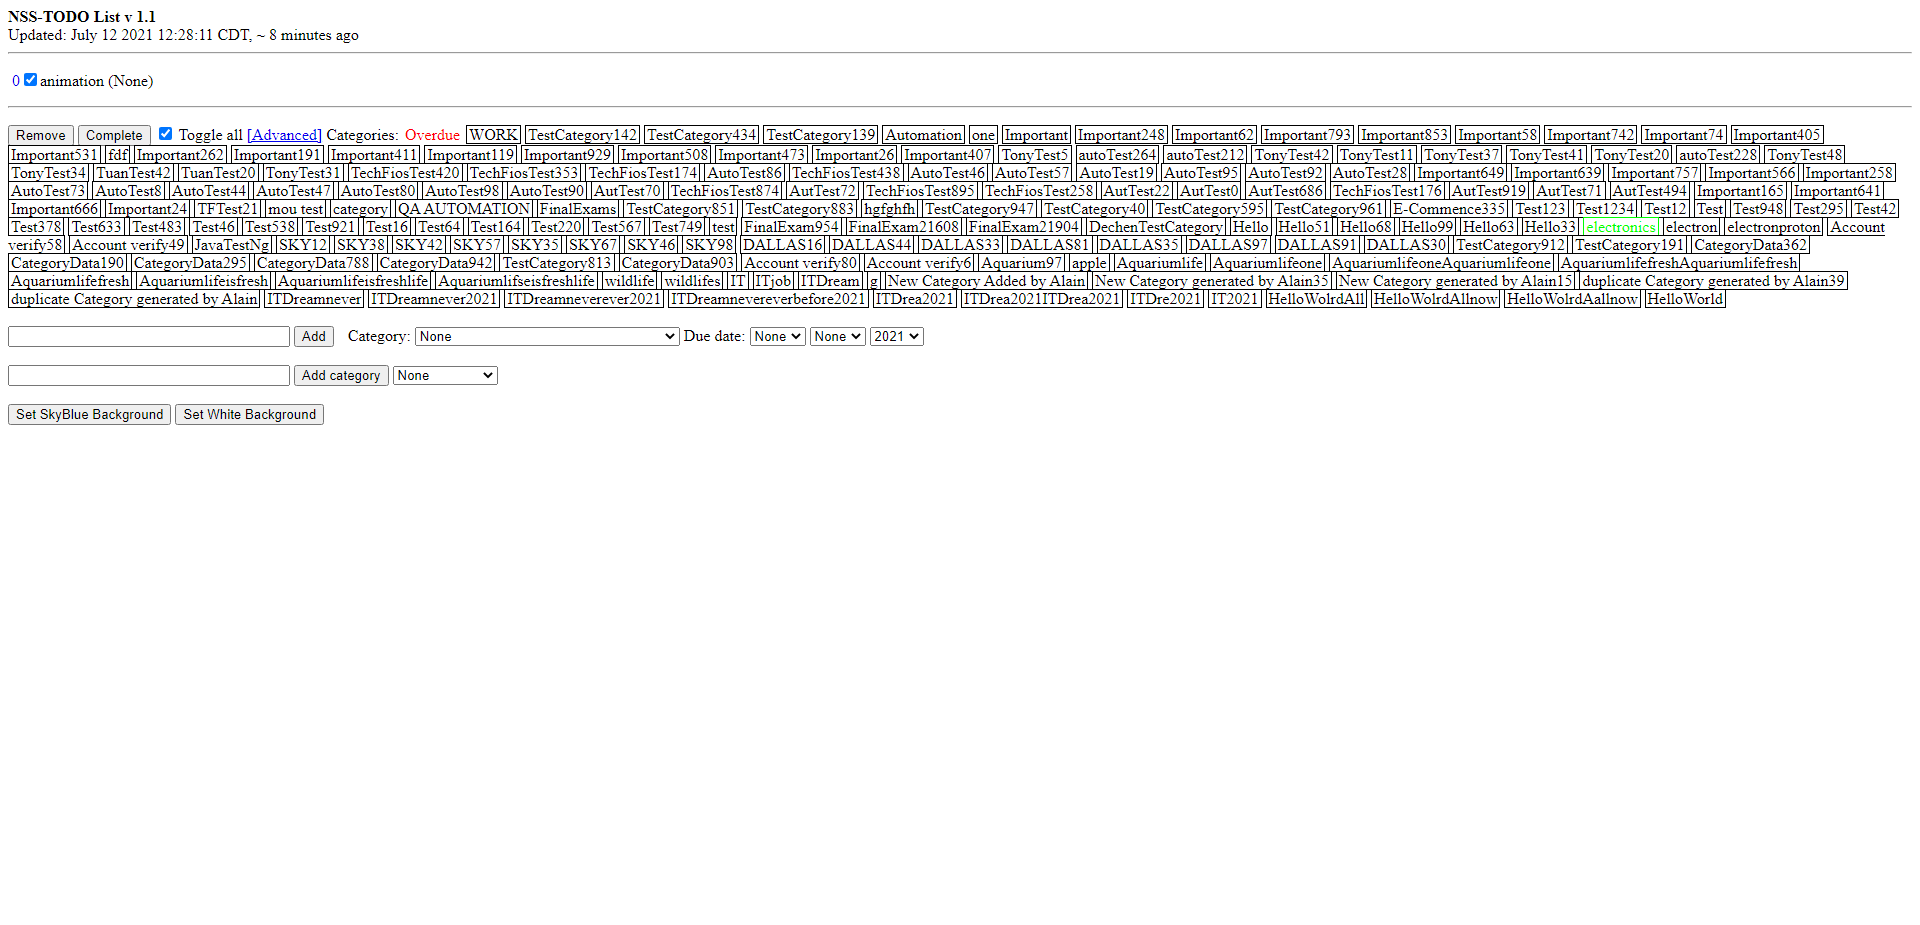 NSS-TODO List v 1.1
Updated: July 12 2021 12:28:11 CDT, ~ 8 minutes ago
0 animation (None)
Remove Complete Toggle all [Advanced] Categories: Overdue WORK TestCategory142 TestCategory434 TestCategory139 Automation one Important Important248 Important62 Important793 Important853 Important58 Important742 Important74 Important405
Important531 fdf Important262 Important191 Important411 Important119 Important929 Important508 Important473 Important26 Important407 TonyTest5 autoTest264 autoTest212 TonyTest42 TonyTest11 TonyTest37 TonyTest41 TonyTest20 autoTest228 TonyTest48
TonyTest34 TuanTest42 TuanTest20 TonyTest31 TechFiosTest420 TechFiosTest353 TechFiosTest174 AutoTest86 TechFiosTest438 AutoTest46 AutoTest57 AutoTest19 AutoTest95 AutoTest92 AutoTest28 Important649 Important639 Important757 Important566 Important258
AutoTest73 AutoTest8 AutoTest44 AutoTest47 AutoTest80 AutoTest98 AutoTest90 AutTest70 TechFiosTest874 AutTest72 TechFiosTest895 TechFiosTest258 AutTest22 AutTest0 AutTest686 TechFiosTest176 AutTest919 AutTest71 AutTest494 Important165 Important641
Important666 Important24 TFTest21 mou test category QA AUTOMATION FinalExams TestCategory851 TestCategory883 hgfghfh TestCategory947 TestCategory40 TestCategory595 TestCategory961 E-Commence335 Test123 Test1234 Test12 Test Test948 Test295 Test42
Test378 Test633 Test483 Test46 Test538 Test921 Test16 Test64 Test164 Test220 Test567 Test749 test FinalExam954 FinalExam21608 FinalExam21904 DechenTestCategory Hello Hello51 Hello68 Hello99 Hello63 Hello33 electronics electron electronproton Account
verify58 Account verify49 JavaTestNg SKY12 SKY38 SKY42 SKY57 SKY35 SKY67 SKY46 SKY98 DALLAS16 DALLAS44 DALLAS33 DALLAS81 DALLAS35 DALLAS97 DALLAS91 DALLAS30 TestCategory912 TestCategory191 CategoryData362
CategoryData190 CategoryData295 CategoryData788 CategoryData942 TestCategory813 CategoryData903 Account verify80 Account verify6 Aquarium97 apple Aquariumlife Aquariumlifeone AquariumlifeoneAquariumlifeone AquariumlifefreshAquariumlifefresh
Aquariumlifefresh Aquariumlifeisfresh Aquariumlifeisfreshlife Aquariumlifseisfreshlife wildlife wildlifes IT ITjob ITDream g New Category Added by Alain New Category generated by Alain35 New Category generated by Alain15 duplicate Category generated by Alain39
duplicate Category generated by Alain ITDreamnever ITDreamnever2021 ITDreamneverever2021 ITDreamnevereverbefore2021 ITDrea2021 ITDrea2021ITDrea2021 ITDre2021 IT2021 HelloWolrdAll HelloWolrdAllnow HelloWolrdAallnow HelloWorld
Add Category: None Due date: None None 2021
Add category None
Set SkyBlue Background Set White Background